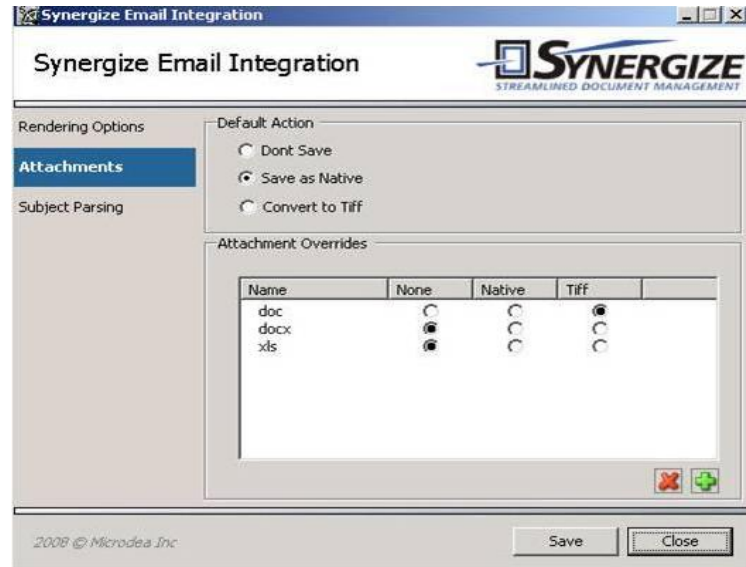 Synergize Email Integration
Synergize Email Integration
SYNERGIZE
STREAMLINED DOCUMENT MANAGEMENT
Rendering Options
Attachments
Subject Parsing
Default Action
Dont Save
Save as Native
Convert to Tiff
Attachment Overrides
Name None Native Tiff
doc
docx
xls
2008 © Microdea Inc
Save Close